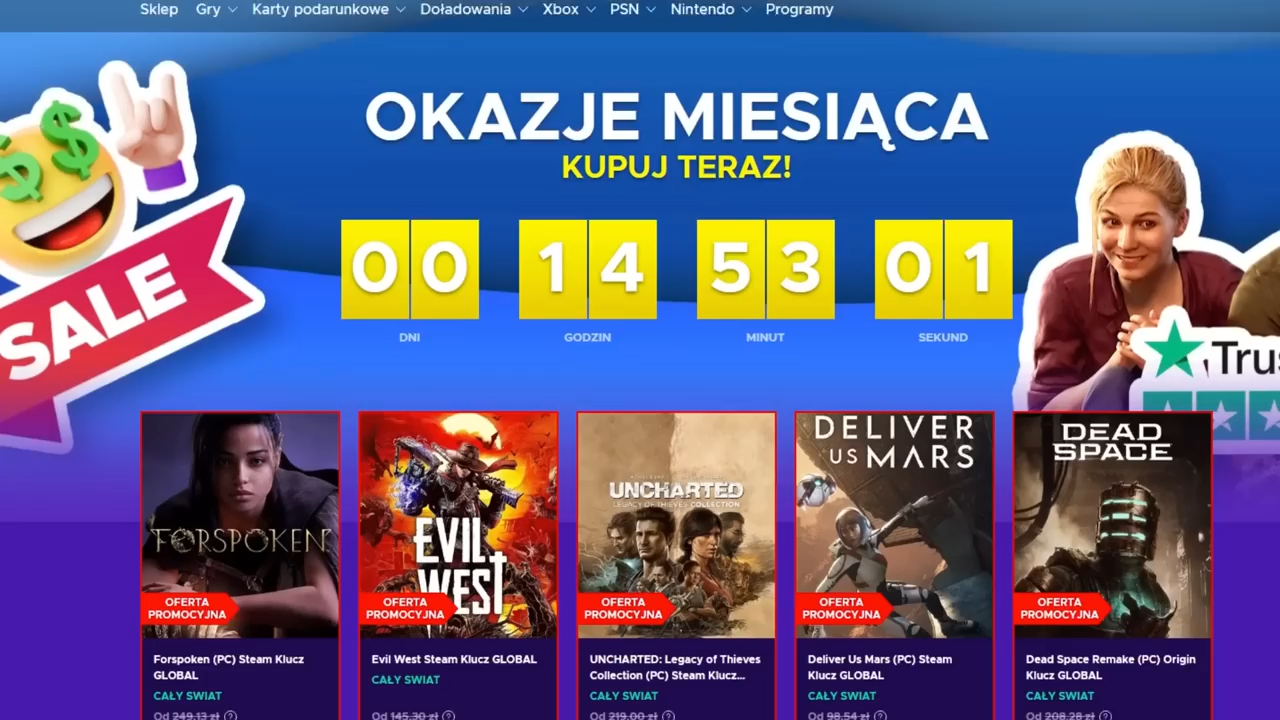 Sklep Gry Karty podarunkowe Doładowania Xbox PSN Nintendo Programy
OKAZJE MIESIĄCA
KUPUJ TERAZ!
00 14 53 01
DNI GODZIN MINUT SEKUND
SALE
FORSPOKEN
OFERTA
PROMOCYJNA
Forspoken (PC) Steam Klucz
GLOBAL
CAŁY SWIAT
Od 249.13 zł
EVIL
WEST
OFERTA
PROMOCYJNA
Evil West Steam Klucz GLOBAL
CAŁY SWIAT
Od 145.30 zł
UNCHARTED
LEGACY OF THIEVES COLLECTION
OFERTA
PROMOCYJNA
UNCHARTED: Legacy of Thieves
Collection (PC) Steam Klucz...
CAŁY SWIAT
Od 219.00 zł
DELIVER
US MARS
OFERTA
PROMOCYJNA
Deliver Us Mars (PC) Steam
Klucz GLOBAL
CAŁY SWIAT
Od 98.54 zł
DEAD
SPACE
OFERTA
PROMOCYJNA
Dead Space Remake (PC) Origin
Klucz GLOBAL
CAŁY SWIAT
Od 208.28 zł